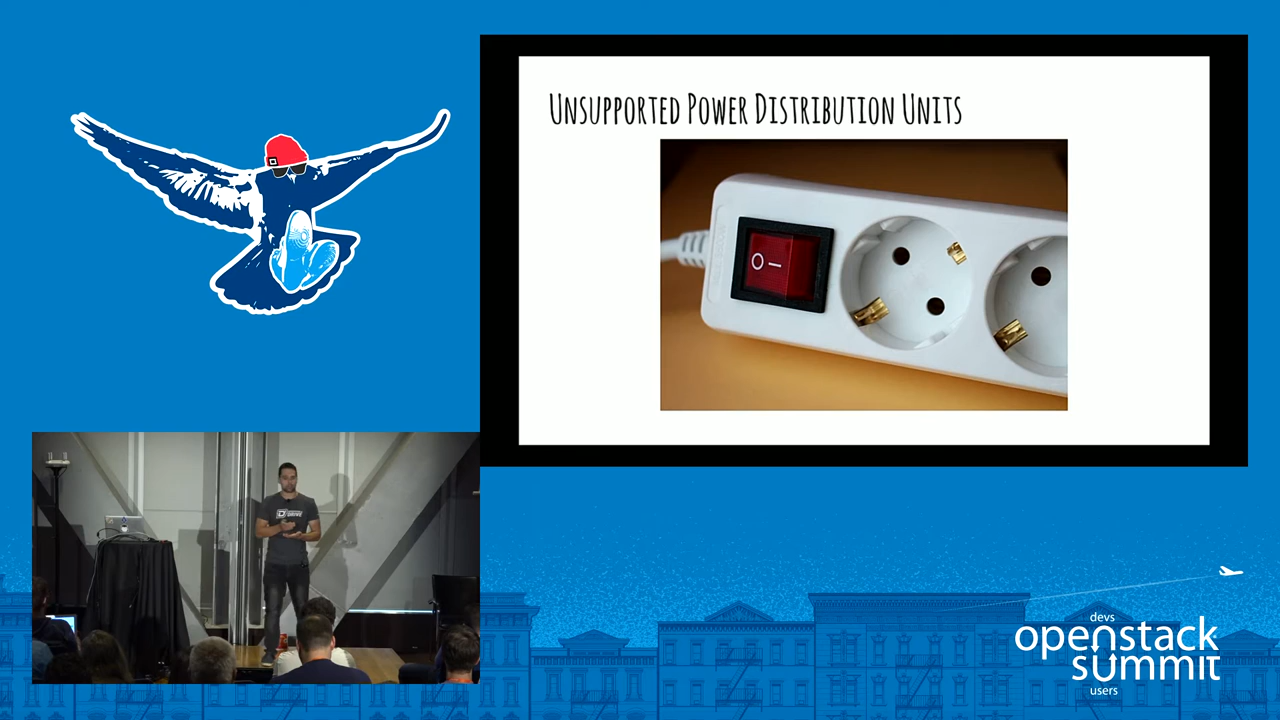 UNSUPPORTED POWER DISTRIBUTION UNITS
devs
openstack
summit
users